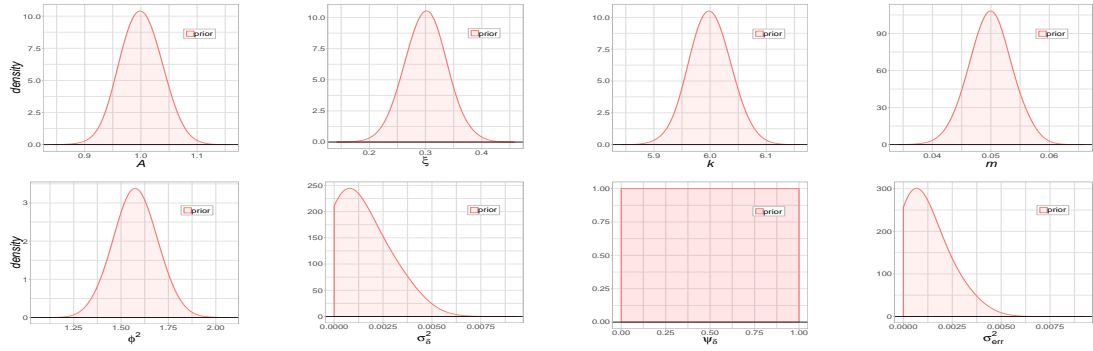 density
10.0
7.5
5.0
2.5
0.0
0.9 1.0 1.1
A
prior
10.0
7.5
5.0
2.5
0.0
0.2 0.3 0.4
ξ
prior
10.0
7.5
5.0
2.5
0.0
5.9 6.0 6.1
k
prior
90
60
30
0
0.04 0.05 0.06
m
prior
density
3
2
1
0
1.25 1.50 1.75 2.00
ϕ²
prior
250
200
150
100
50
0
0.0000 0.0025 0.0050 0.0075
σ²δ
prior
1.00
0.75
0.50
0.25
0.00
0.00 0.25 0.50 0.75 1.00
ψδ
prior
300
200
100
0
0.0000 0.0025 0.0050 0.0075
σ²err
prior